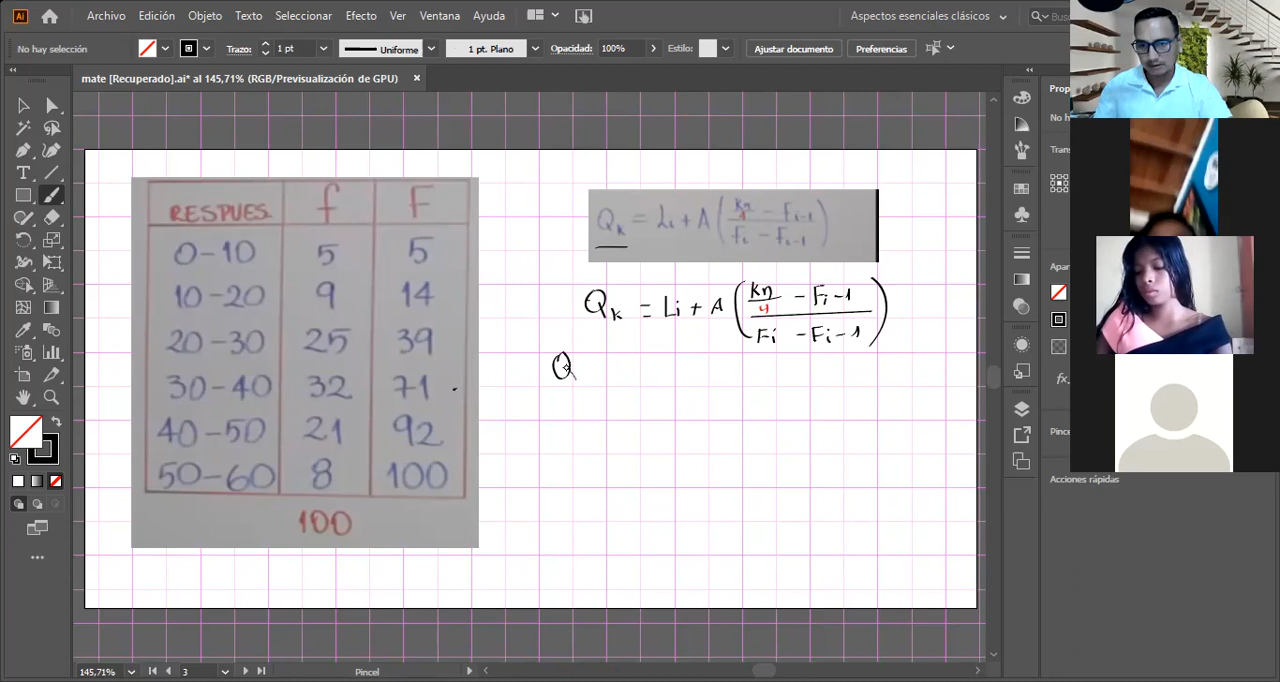 Ai Archivo Edición Objeto Texto Seleccionar Efecto Ver Ventana Ayuda Aspectos esenciales clásicos
No hay selección Trazo: 1 pt Uniforme 1 pt. Plano Opacidad: 100% Estilo: Ajustar documento Preferencias
mate [Recuperado].ai* al 145,71% (RGB/Previsualización de GPU) ×
RESPUES. f F
0-10 5 5
10-20 9 14
20-30 25 39
30-40 32 71
40-50 21 92
50-60 8 100
100
Qk = Li + A (kn/4 - Fi-1 / Fi - Fi-1)
Qk = Li + A (kn/4 - Fi-1 / Fi - Fi-1)
Q
fx
Acciones rápidas
145,71% 3 Pincel